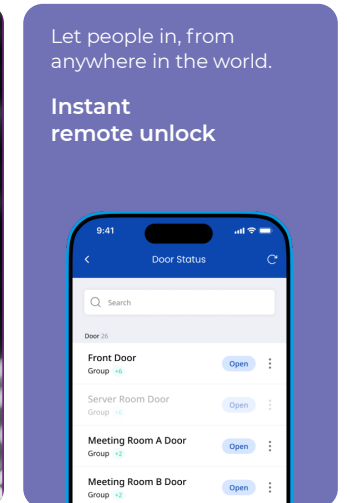 Let people in, from
anywhere in the world.
Instant
remote unlock
9:41
Door Status
Search
Door 26
Front Door
Open
Group +6
Server Room Door
Open
Group +6
Meeting Room A Door
Open
Group +2
Meeting Room B Door
Open
Group +2